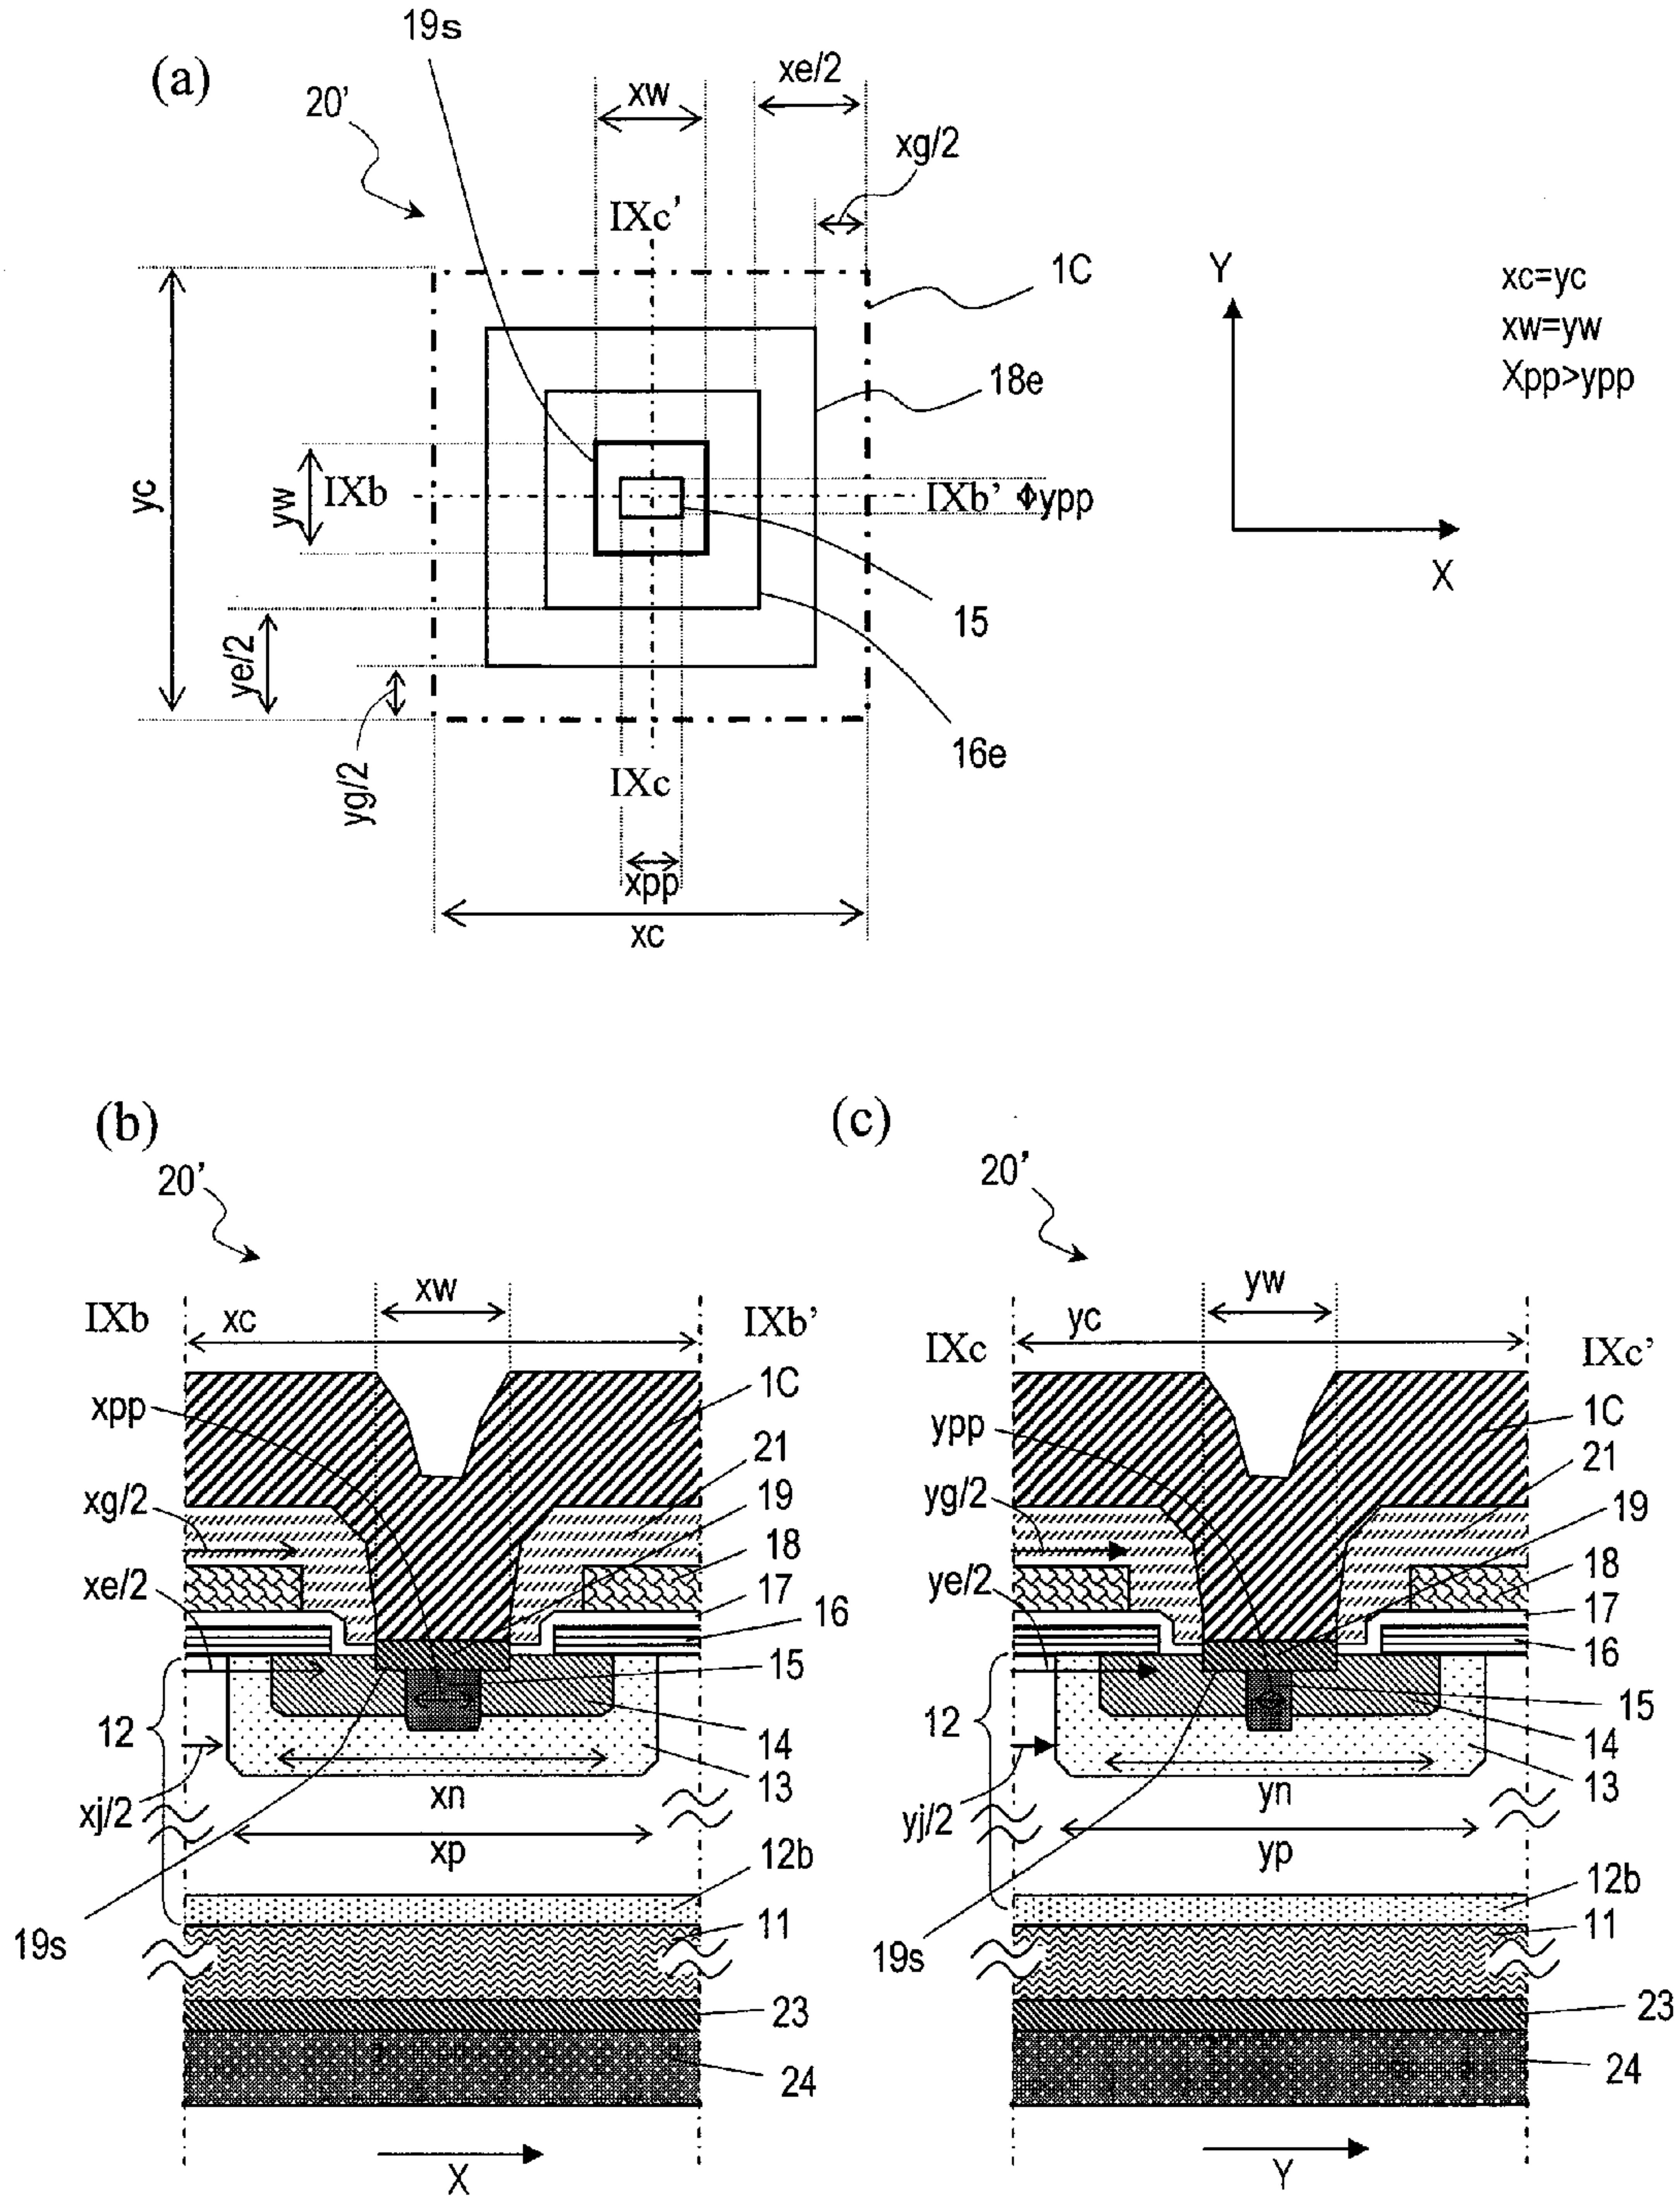 (a)
19s
20'
xw
xe/2
xg/2
IXc'
1C
Y
xc=yc
xw=yw
Xpp>ypp
18e
yc
yw
IXb
IXb'
ypp
X
15
ye/2
16e
yg/2
IXc
xpp
xc
(b)
20'
IXb
xc
xw
IXb'
xpp
1C
21
xg/2
19
18
xe/2
17
16
15
12
14
13
xn
xj/2
xp
12b
19s
11
23
24
X
(c)
20'
IXc
yc
yw
IXc'
ypp
1C
21
yg/2
19
18
ye/2
17
16
15
12
14
13
yn
yj/2
yp
12b
19s
11
23
24
Y